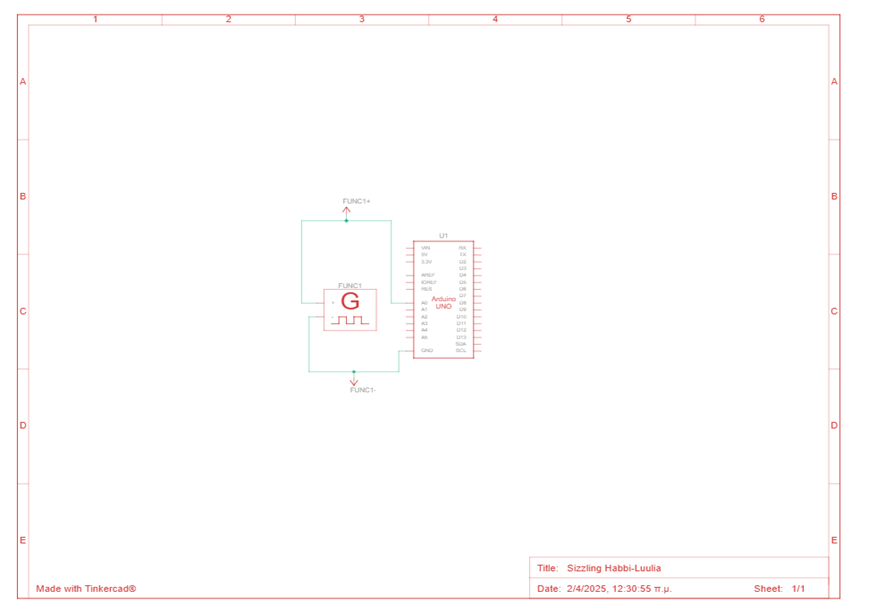 1 2 3 4 5 6
A A
B B
FUNC1+
U1
VIN RX
5V TX
3.3V D2
D3
AREF D4
IOREF D5
RES D6
D7
FUNC1
G
Arduino
UNO
+ A0 D8
- A1 D9
A2 D10
A3 D11
A4 D12
A5 D13
SDA
GND SCL
C C
FUNC1-
D D
E E
Title: Sizzling Habbi-Luulia
Made with Tinkercad®
Date: 2/4/2025, 12:30:55 π.μ. Sheet: 1/1